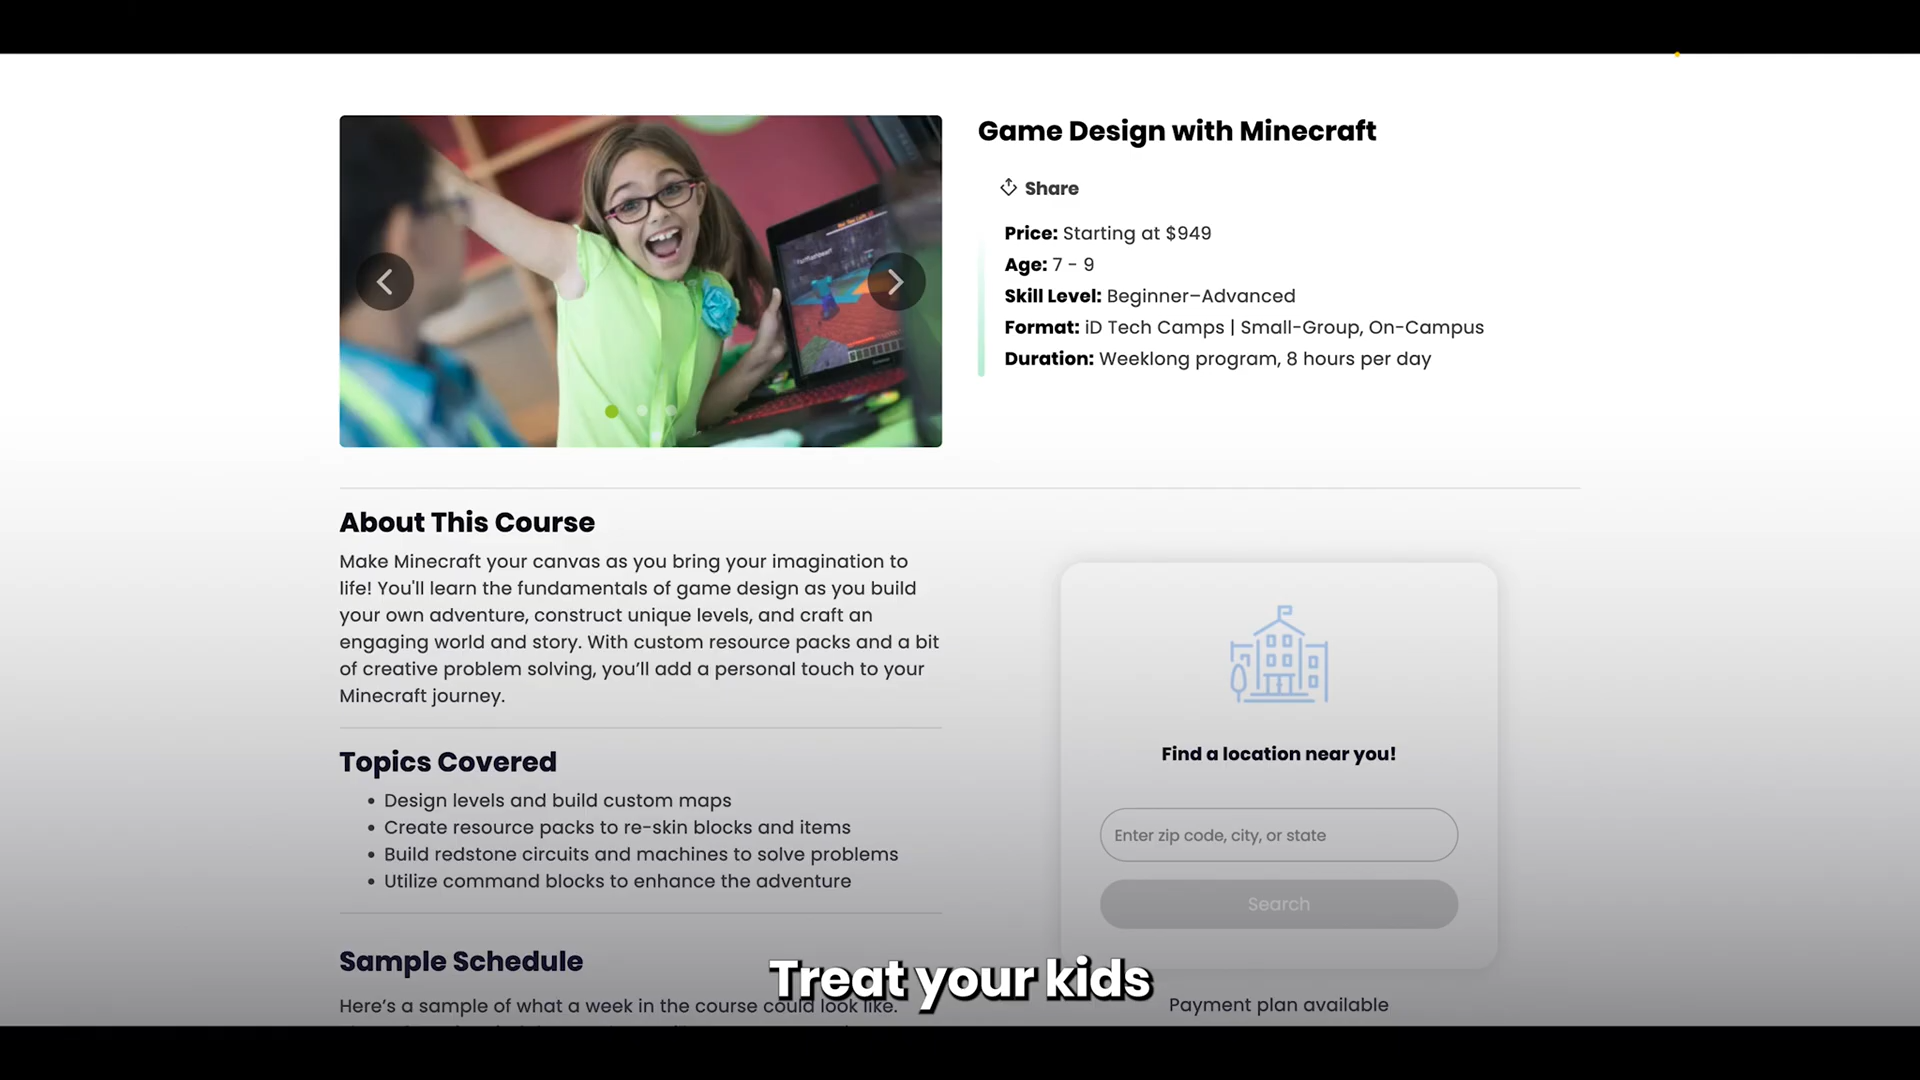 Game Design with Minecraft
Share
Price: Starting at $949
Age: 7 - 9
Skill Level: Beginner–Advanced
Format: iD Tech Camps | Small-Group, On-Campus
Duration: Weeklong program, 8 hours per day
About This Course
Make Minecraft your canvas as you bring your imagination to
life! You'll learn the fundamentals of game design as you build
your own adventure, construct unique levels, and craft an
engaging world and story. With custom resource packs and a bit
of creative problem solving, you’ll add a personal touch to your
Minecraft journey.
Topics Covered
• Design levels and build custom maps
• Create resource packs to re-skin blocks and items
• Build redstone circuits and machines to solve problems
• Utilize command blocks to enhance the adventure
Sample Schedule
Here’s a sample of what a week in the course could look like.
Find a location near you!
Enter zip code, city, or state
Search
Payment plan available
Treat your kids